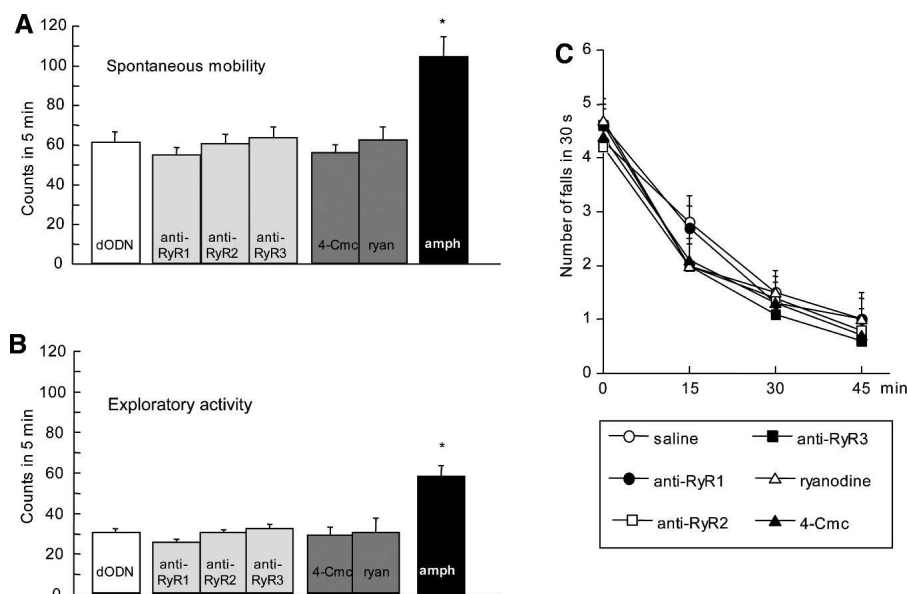 A
120
100
80
60
40
20
0
Counts in 5 min
Spontaneous mobility
*
dODN
anti-
RyR1
anti-
RyR2
anti-
RyR3
4-Cmc
ryan
amph
B
120
100
80
60
40
20
0
Counts in 5 min
Exploratory activity
*
dODN
anti-
RyR1
anti-
RyR2
anti-
RyR3
4-Cmc
ryan
amph
C
6
5
4
3
2
1
0
Number of falls in 30 s
0 15 30 45 min
saline
anti-RyR1
anti-RyR2
anti-RyR3
ryanodine
4-Cmc